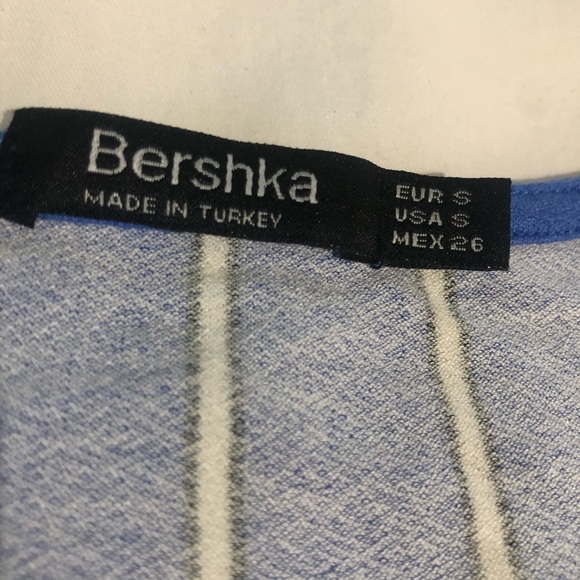 Bershka
MADE IN TURKEY
EUR S
USA S
MEX 26